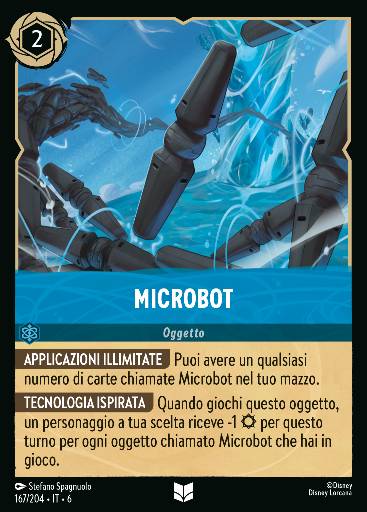 2
MICROBOT
Oggetto
APPLICAZIONI ILLIMITATE Puoi avere un qualsiasi
numero di carte chiamate Microbot nel tuo mazzo.
TECNOLOGIA ISPIRATA Quando giochi questo oggetto,
un personaggio a tua scelta riceve -1 per questo
turno per ogni oggetto chiamato Microbot che hai in
gioco.
Stefano Spagnuolo
167/204 • IT • 6
©Disney
Disney Lorcana